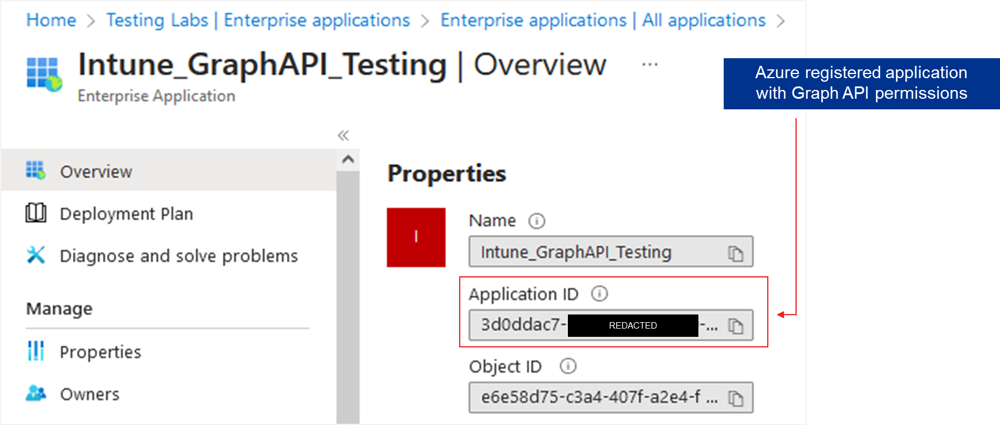 Home > Testing Labs | Enterprise applications > Enterprise applications | All applications >
Intune_GraphAPI_Testing | Overview ...
Enterprise Application
Azure registered application
with Graph API permissions
«
Overview
Deployment Plan
Diagnose and solve problems
Manage
Properties
Owners
Properties
I
Name
Intune_GraphAPI_Testing
Application ID
3d0ddac7- REDACTED -...
Object ID
e6e58d75-c3a4-407f-a2e4-f ...